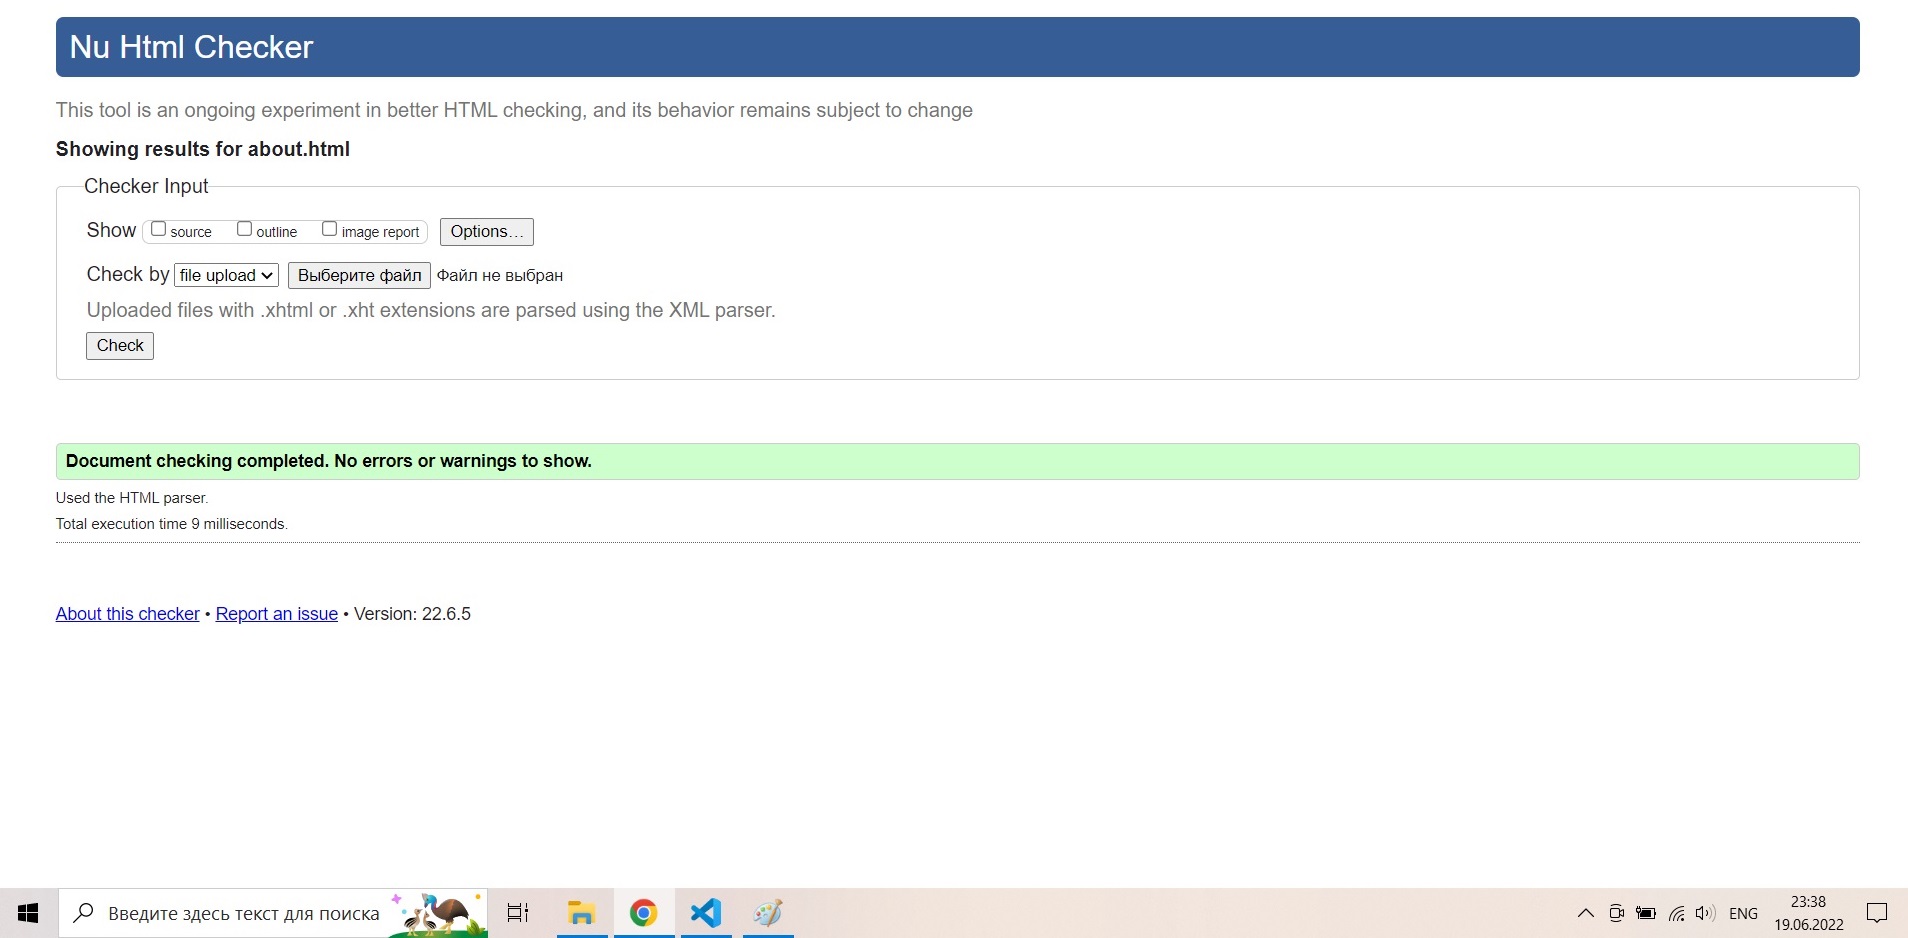 Nu Html Checker
This tool is an ongoing experiment in better HTML checking, and its behavior remains subject to change
Showing results for about.html
Checker Input
Show source outline image report Options…
Check by file upload Выберите файл Файл не выбран
Uploaded files with .xhtml or .xht extensions are parsed using the XML parser.
Check
Document checking completed. No errors or warnings to show.
Used the HTML parser.
Total execution time 9 milliseconds.
About this checker • Report an issue • Version: 22.6.5
Введите здесь текст для поиска
ENG
23:38
19.06.2022